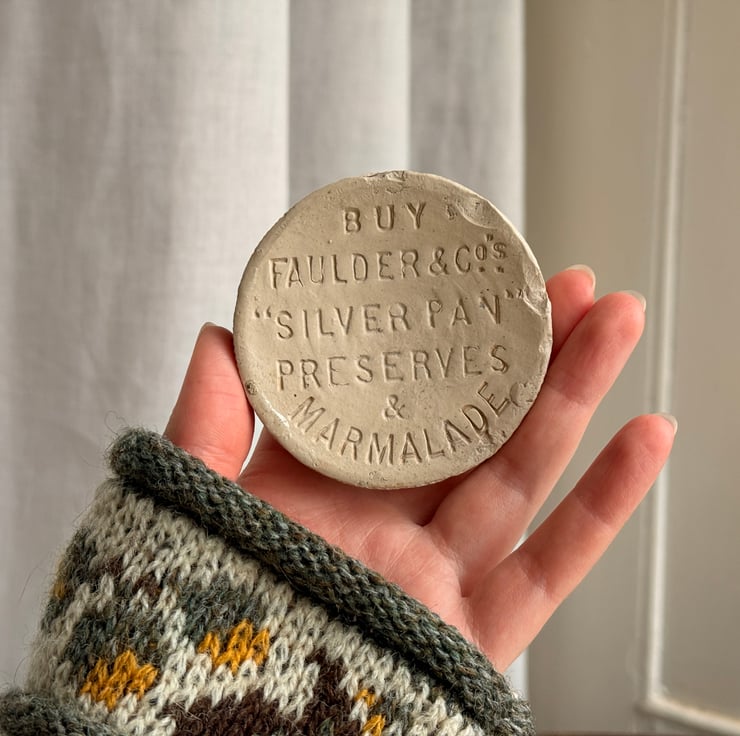 BUY
FAULDER & Co's.
"SILVER PAN"
PRESERVES
&
MARMALADE